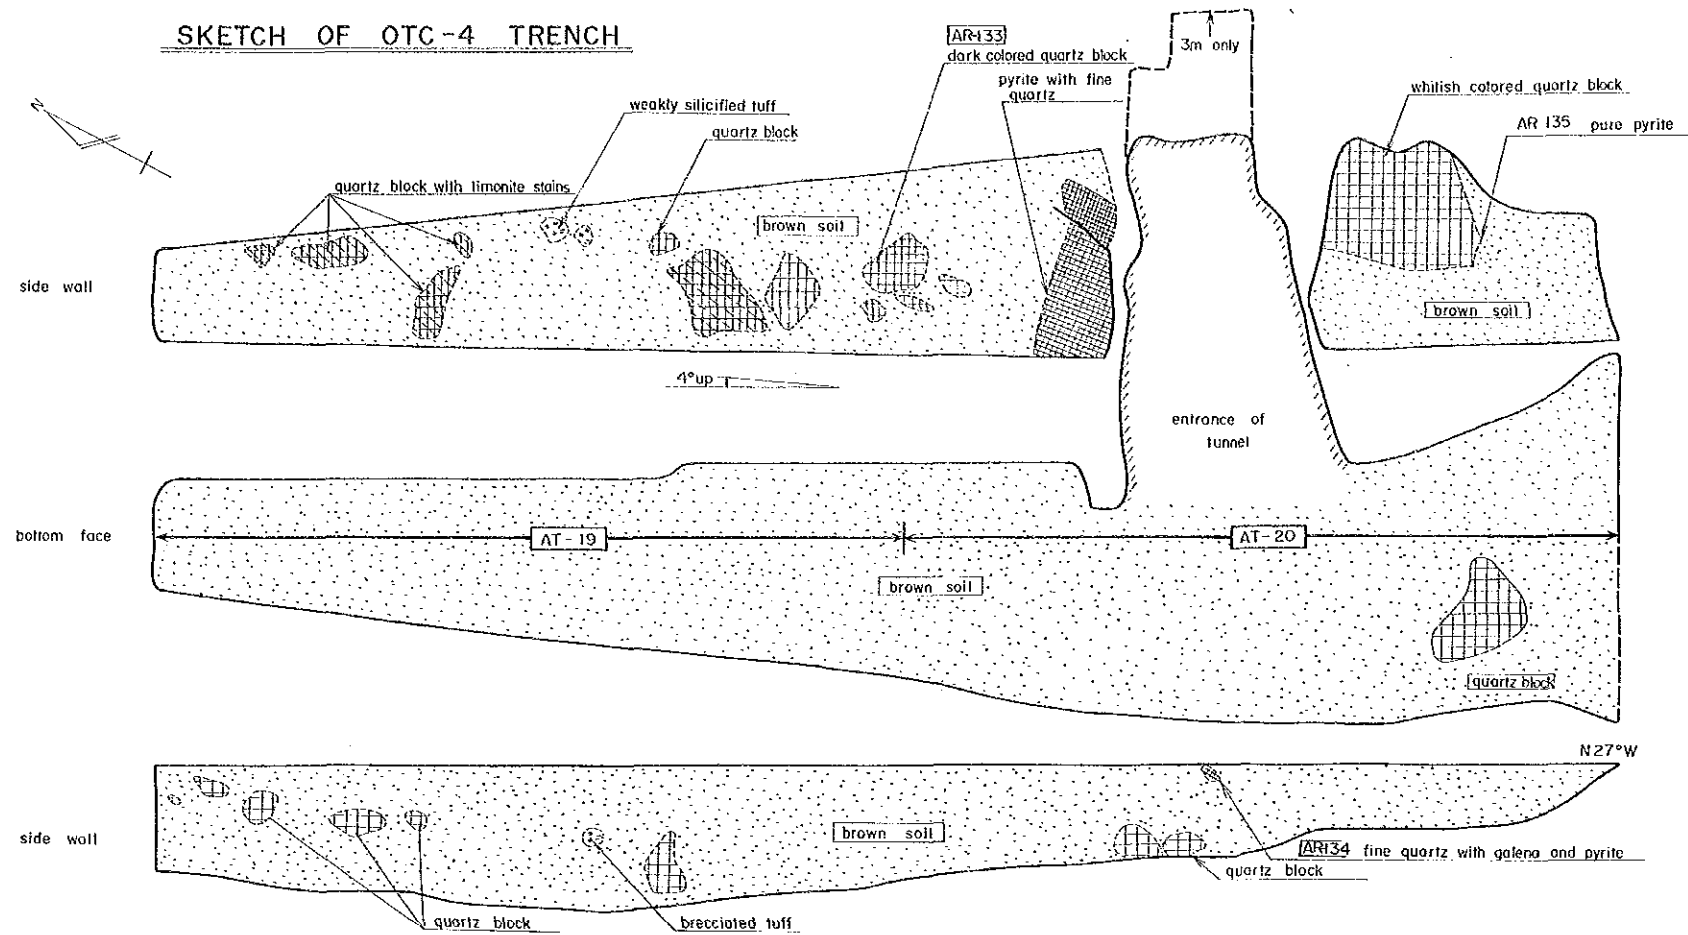 SKETCH OF OTC-4 TRENCH
N
AR-133
dark colored quartz block
pyrite with fine
quartz
3m only
whitish colored quartz block
AR 135 pure pyrite
weakly silicified tuff
quartz block
quartz block with limonite stains
brown soil
side wall
brown soil
4° up
entrance of
tunnel
bottom face
AT-19
AT-20
brown soil
quartz block
N27°W
side wall
brown soil
AR134 fine quartz with galena and pyrite
quartz block
quartz block
brecciated tuff